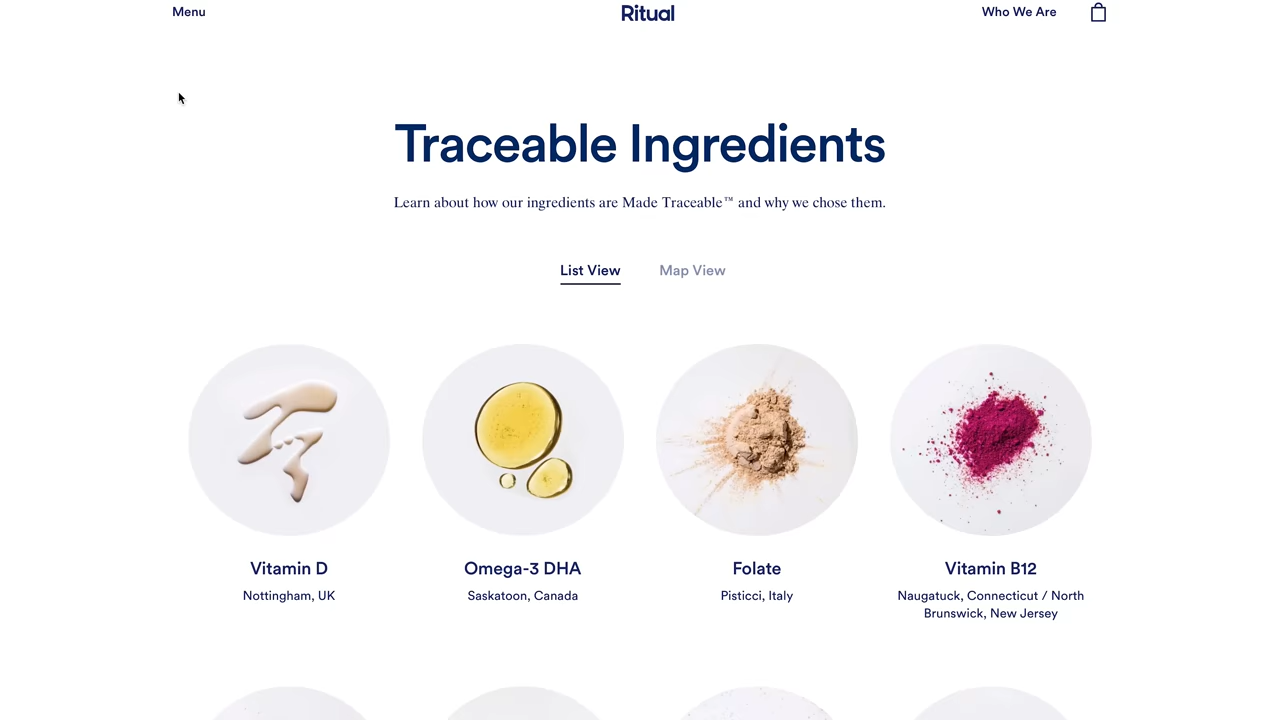 Menu
Ritual
Who We Are
Traceable Ingredients
Learn about how our ingredients are Made Traceable™ and why we chose them.
List View
Map View
Vitamin D
Nottingham, UK
Omega-3 DHA
Saskatoon, Canada
Folate
Pisticci, Italy
Vitamin B12
Naugatuck, Connecticut / North
Brunswick, New Jersey